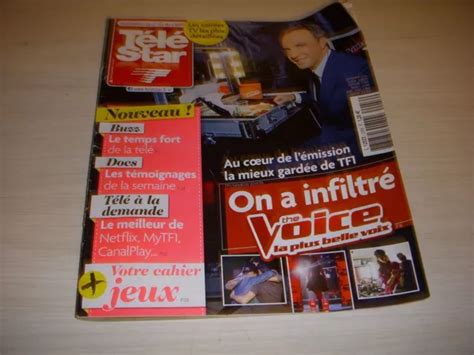 Les soirées
TV les plus
détaillées
Télé
Star
Nouveau !
Buzz
Le temps fort
de la télé
Docs
Les témoignages
de la semaine
Télé à la
demande
Le meilleur de
Netflix, MyTF1,
CanalPlay...
+ Votre cahier
jeux
Au cœur de l'émission
la mieux gardée de TF1
On a infiltré
the
Voice
la plus belle voix